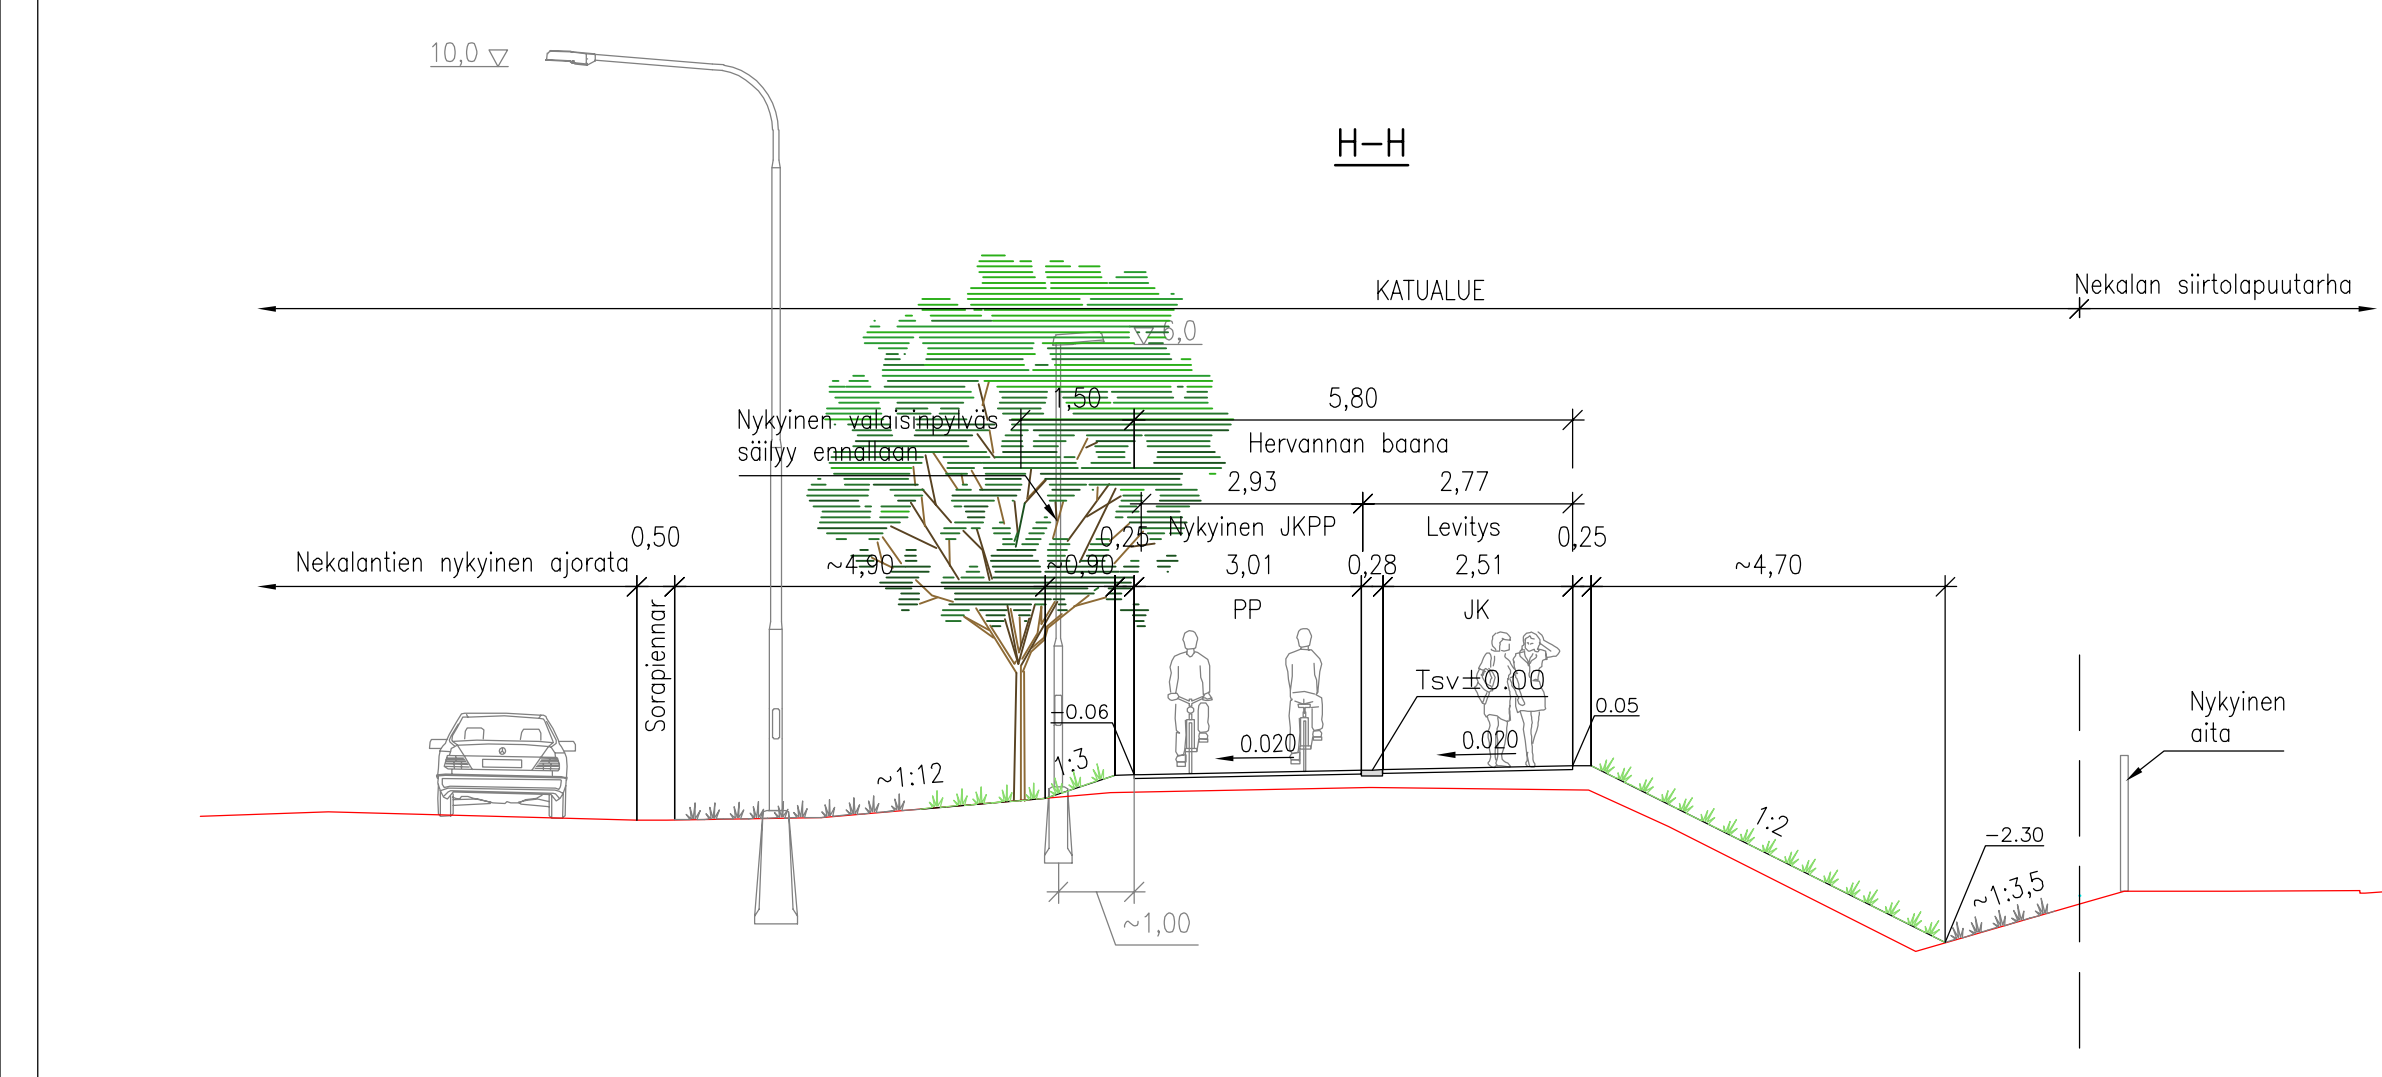 10,0
H-H
KATUALUE
Nekalan siirtolapuutarha
6,0
1,50
5,80
Nykyinen valaisinpylväs
säilyy ennallaan
Hervannan baana
2,93
2,77
Nykyinen JKPP
Levitys
0,50
0,25
0,25
Nekalantien nykyinen ajorata
~4,90
~0,90
3,01
0,28
2,51
~4,70
Sorapiennar
PP
JK
Tsv±0.00
-0.06
0.05
0.020
0.020
Nykyinen
aita
~1:12
1:3
1:2
-2.30
~1:3,5
~1,00